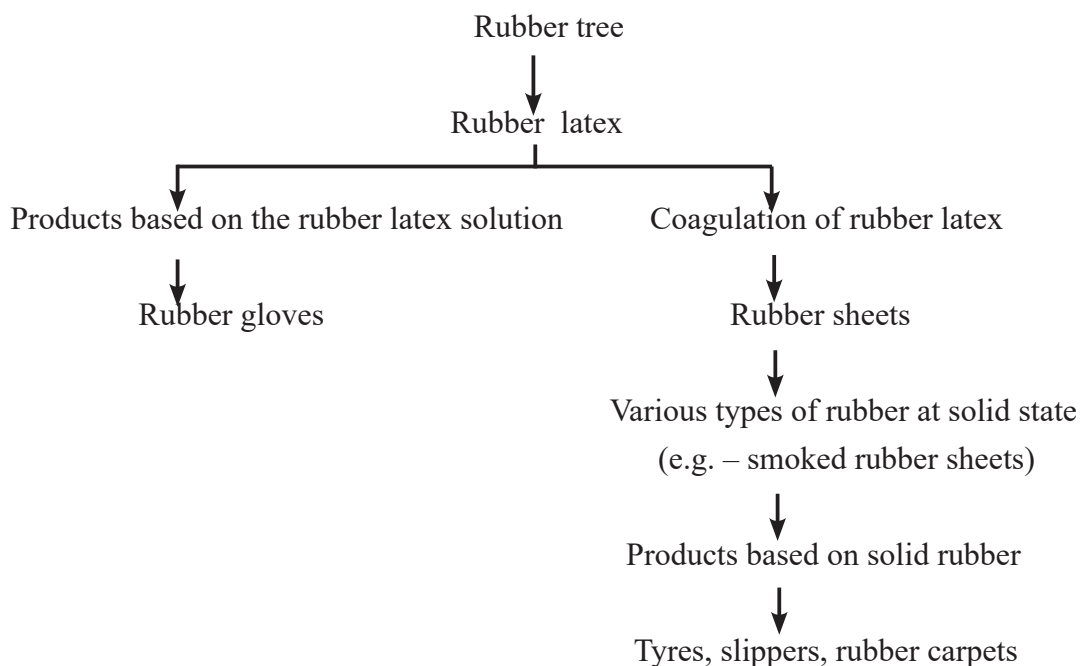 Rubber tree
Rubber latex
Products based on the rubber latex solution
Coagulation of rubber latex
Rubber gloves
Rubber sheets
Various types of rubber at solid state
(e.g. – smoked rubber sheets)
Products based on solid rubber
Tyres, slippers, rubber carpets